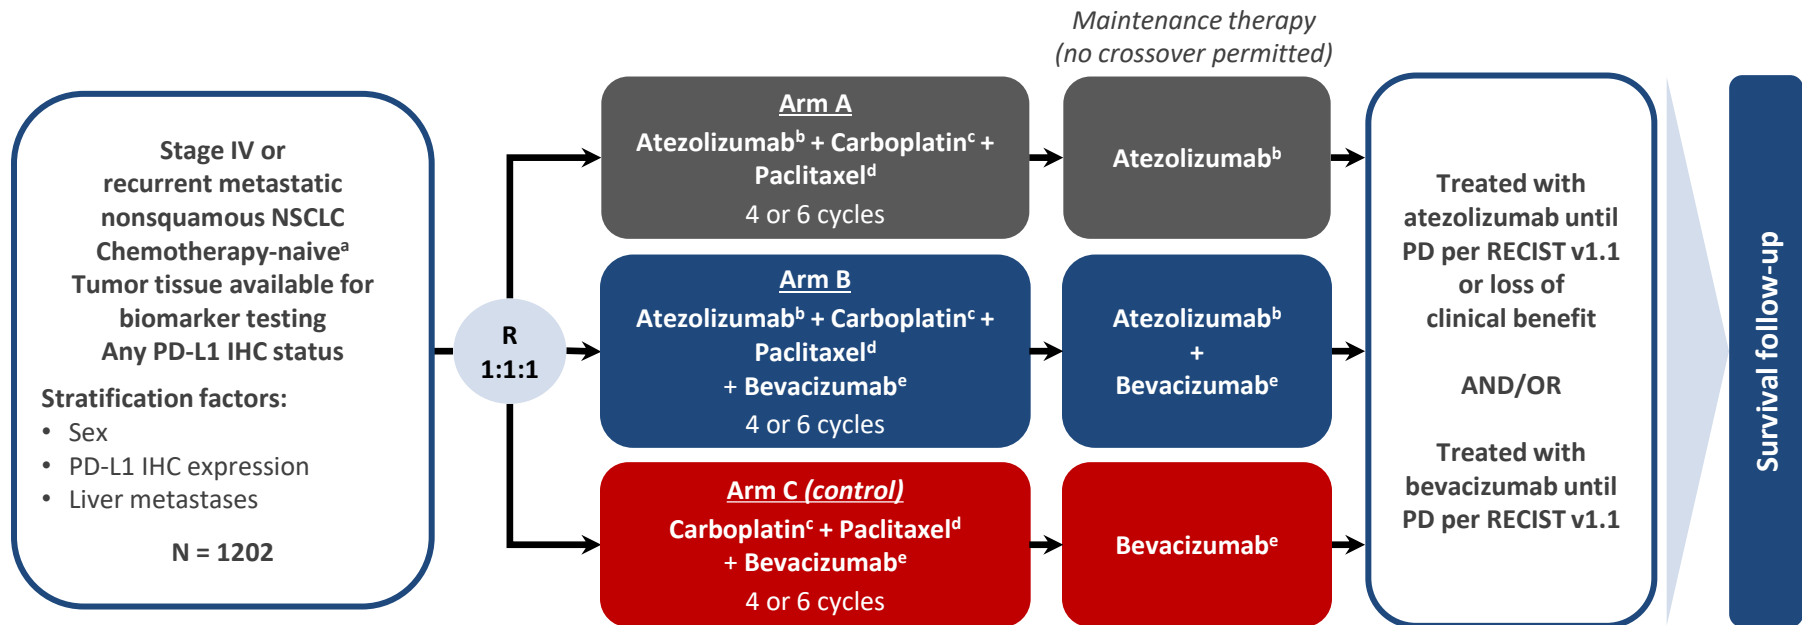 Maintenance therapy
(no crossover permitted)
Stage IV or
recurrent metastatic
nonsquamous NSCLC
Chemotherapy-naiveᵃ
Tumor tissue available for
biomarker testing
Any PD-L1 IHC status
Stratification factors:
• Sex
• PD-L1 IHC expression
• Liver metastases
N = 1202
R
1:1:1
Arm A
Atezolizumabᵇ + Carboplatinᶜ +
Paclitaxelᵈ
4 or 6 cycles
Atezolizumabᵇ
Arm B
Atezolizumabᵇ + Carboplatinᶜ +
Paclitaxelᵈ
+ Bevacizumabᵉ
4 or 6 cycles
Atezolizumabᵇ
+
Bevacizumabᵉ
Arm C (control)
Carboplatinᶜ + Paclitaxelᵈ
+ Bevacizumabᵉ
4 or 6 cycles
Bevacizumabᵉ
Treated with
atezolizumab until
PD per RECIST v1.1
or loss of
clinical benefit
AND/OR
Treated with
bevacizumab until
PD per RECIST v1.1
Survival follow-up